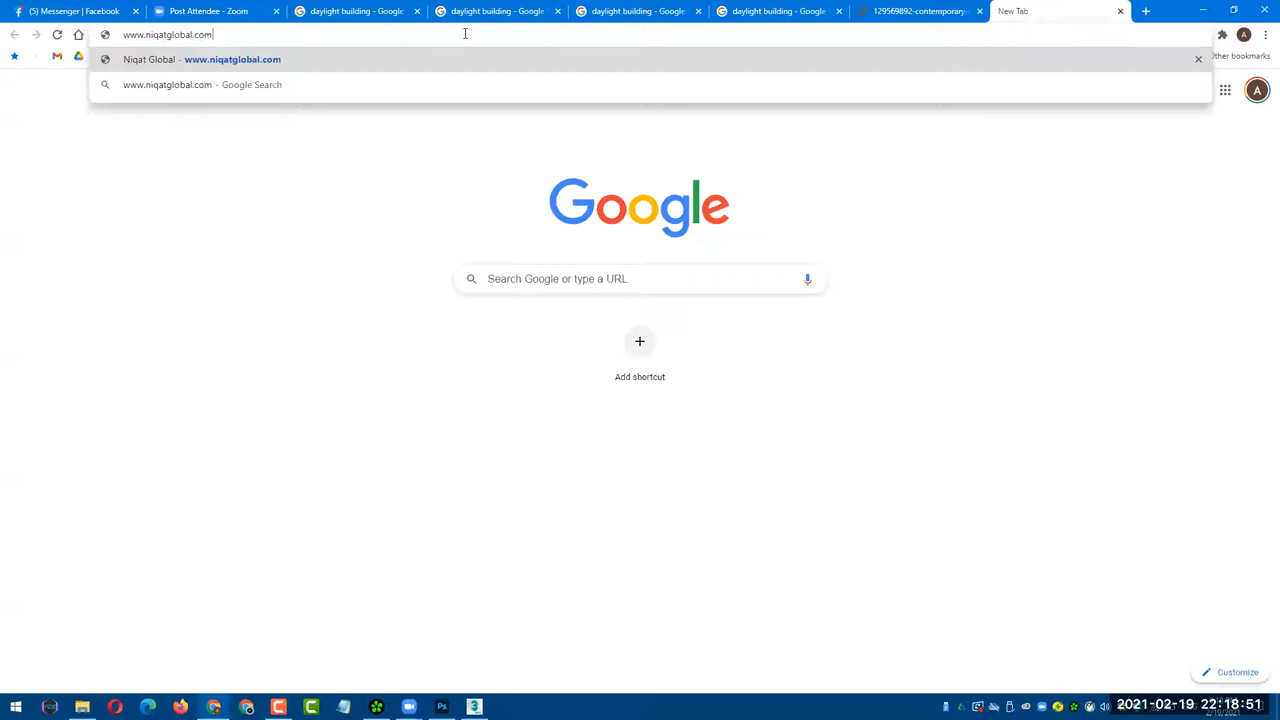 (5) Messenger | Facebook
Post Attendee - Zoom
daylight building - Google
daylight building - Google
daylight building - Google
daylight building - Google
129569892-contemporary-
New Tab
www.niqatglobal.com
Other bookmarks
Niqat Global - www.niqatglobal.com
www.niqatglobal.com - Google Search
A
A
Google
Search Google or type a URL
Add shortcut
Customize
Ps
3
2021-02-19 22:18:51